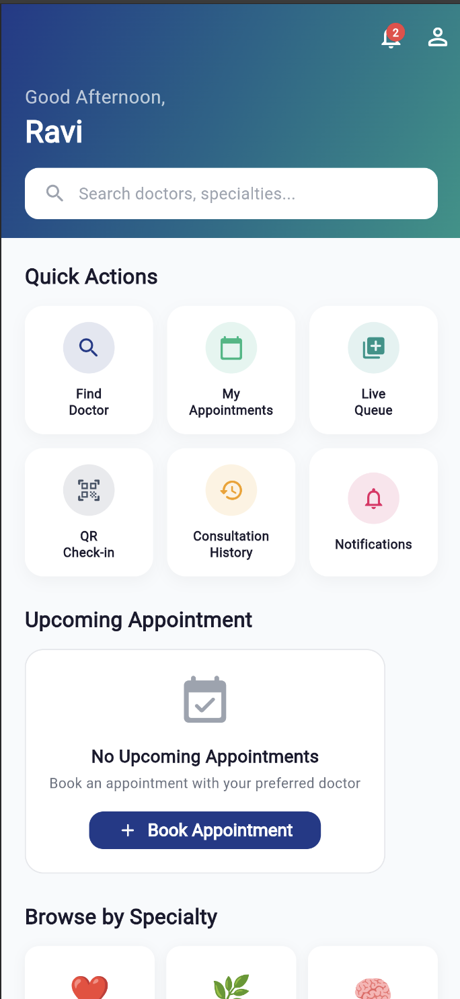 2
Good Afternoon,
Ravi
Search doctors, specialties...
Quick Actions
Find
Doctor
My
Appointments
Live
Queue
QR
Check-in
Consultation
History
Notifications
Upcoming Appointment
No Upcoming Appointments
Book an appointment with your preferred doctor
+ Book Appointment
Browse by Specialty